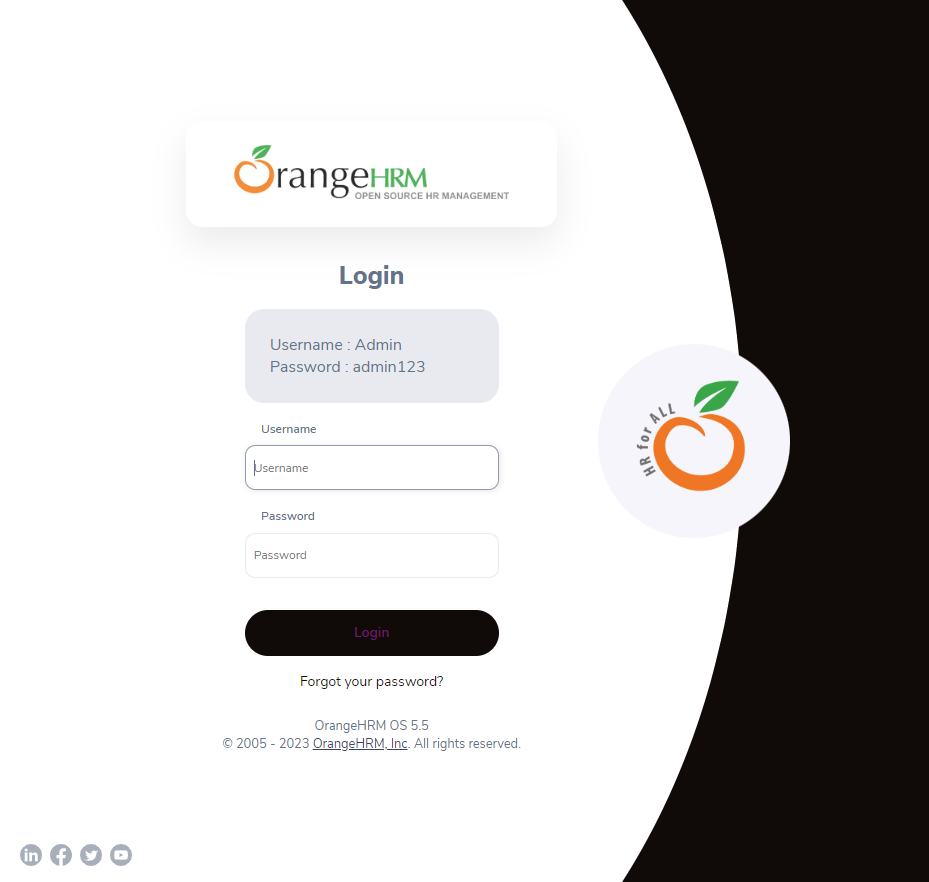 OrangeHRM
OPEN SOURCE HR MANAGEMENT
Login
Username : Admin
Password : admin123
Username
Username
Password
Password
Login
Forgot your password?
OrangeHRM OS 5.5
© 2005 - 2023 OrangeHRM, Inc. All rights reserved.
HR for ALL